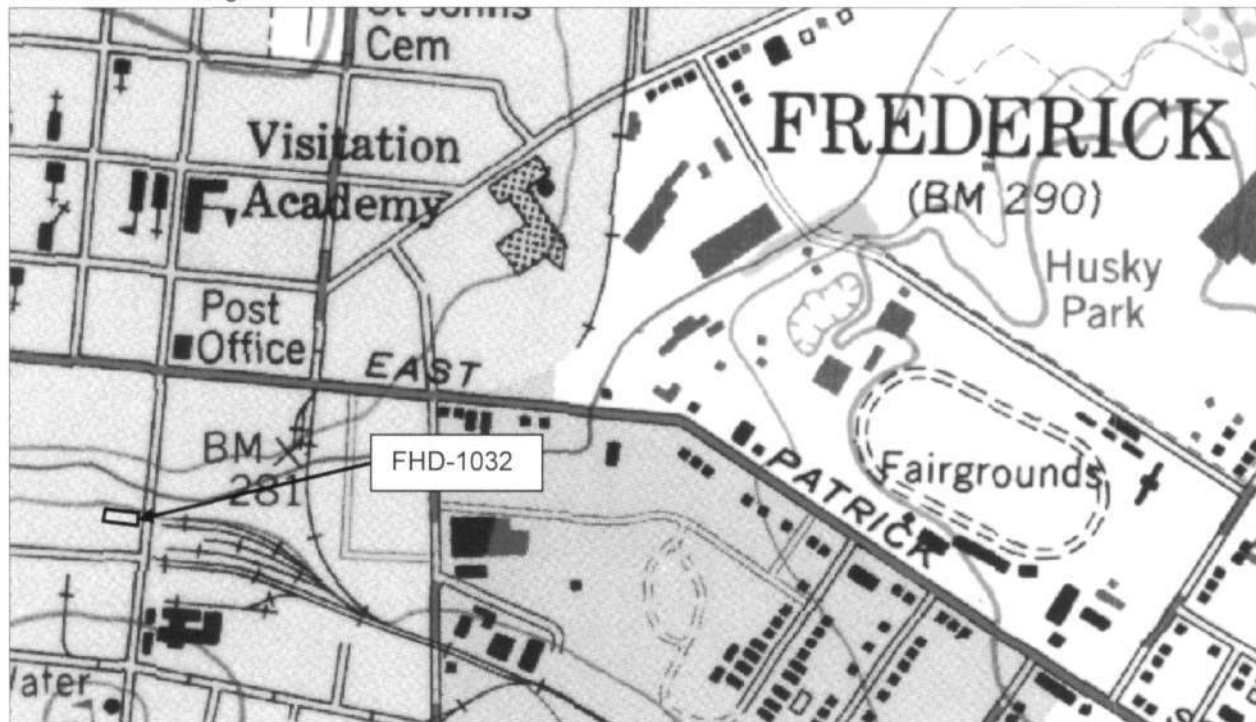 St Johns
Cem
Visitation
Academy
FREDERICK
(BM 290)
Husky
Park
Post
Office
EAST
BM X
281
FHD-1032
PATRICK
Fairgrounds